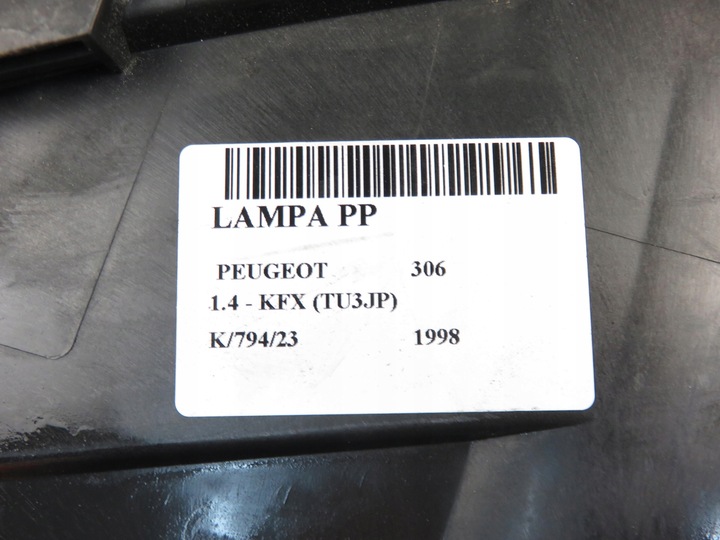 LAMPA PP
PEUGEOT 306
1.4 - KFX (TU3JP)
K/794/23 1998